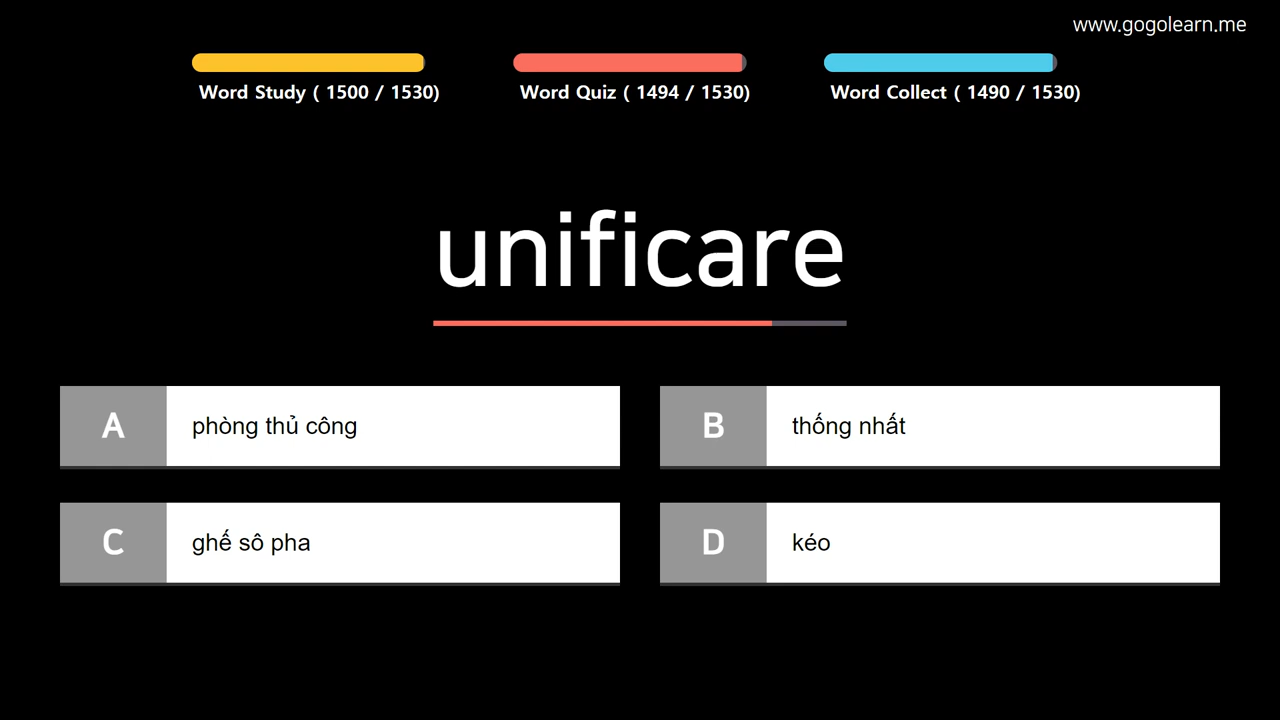 www.gogolearn.me
Word Study ( 1500 / 1530)
Word Quiz ( 1494 / 1530)
Word Collect ( 1490 / 1530)
unificare
A phòng thủ công
B thống nhất
C ghế sô pha
D kéo